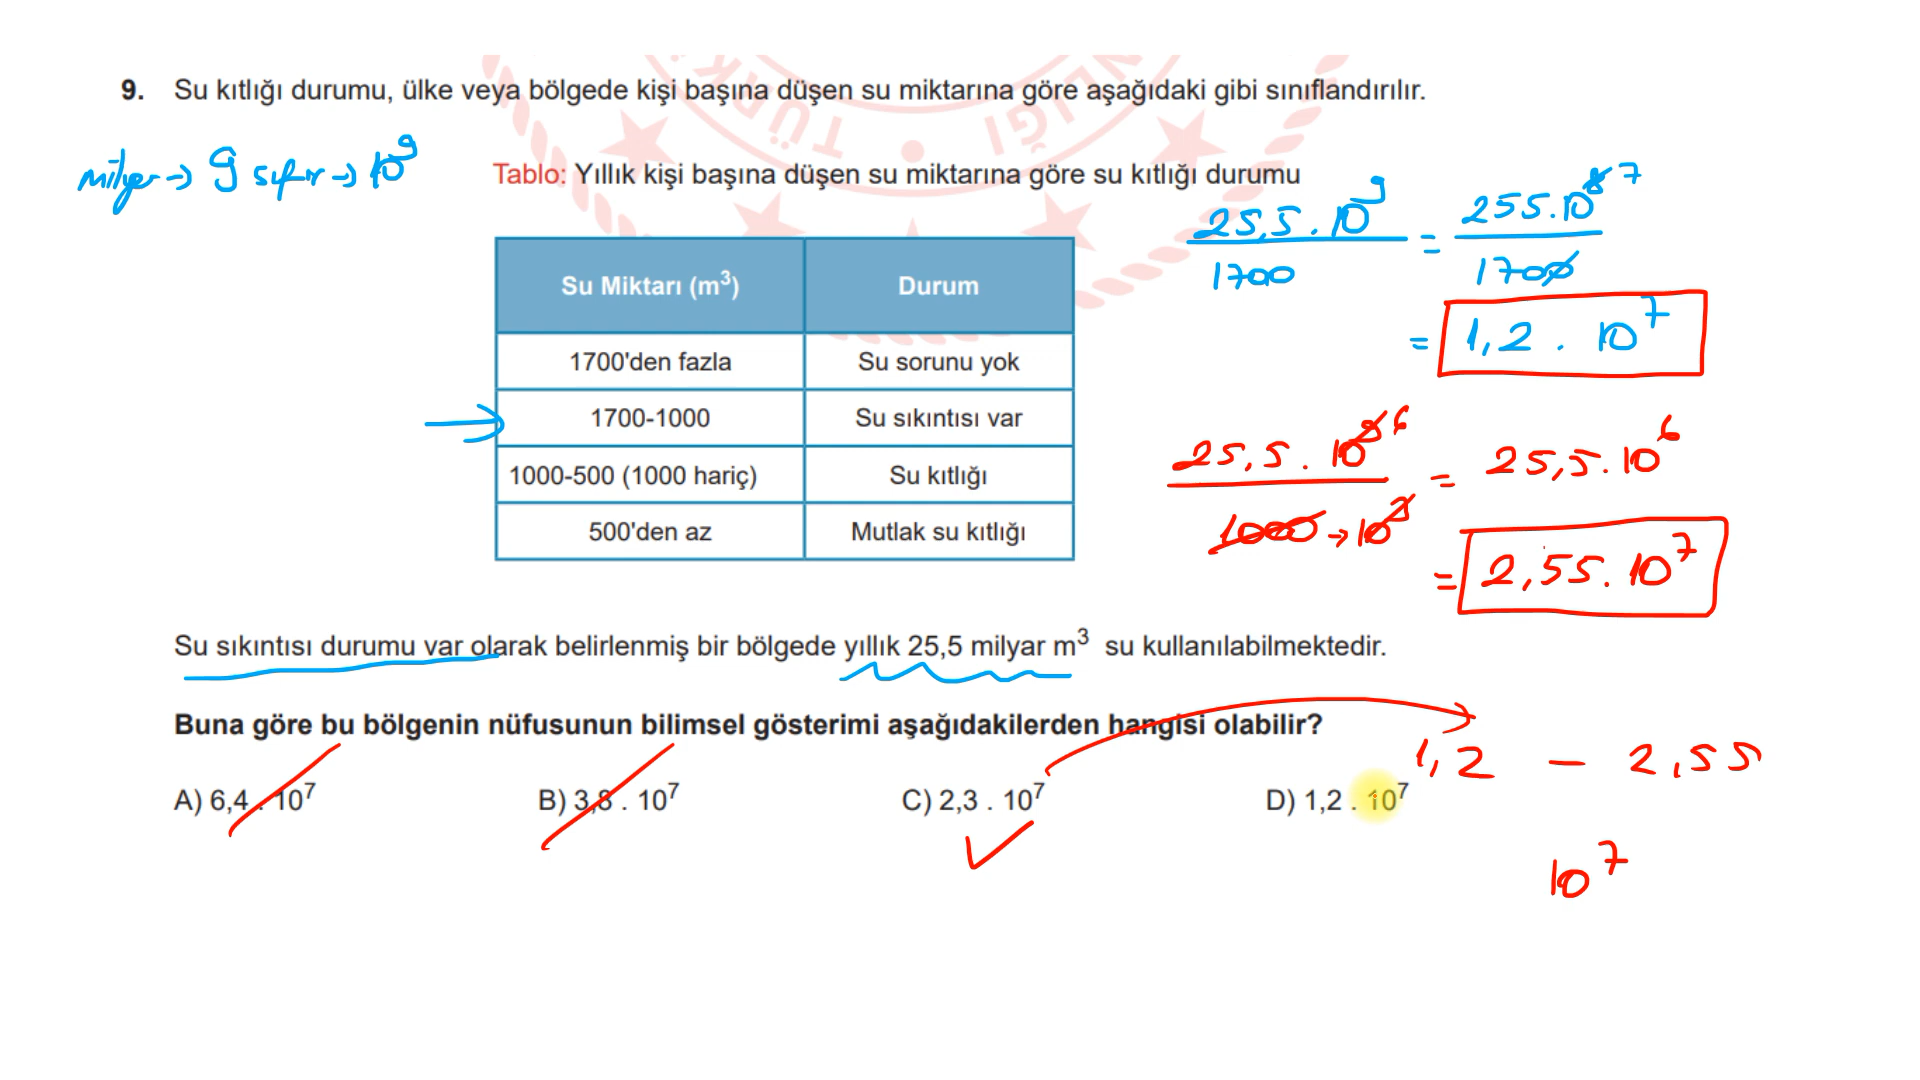 9. Su kıtlığı durumu, ülke veya bölgede kişi başına düşen su miktarına göre aşağıdaki gibi sınıflandırılır.
milyar → 9 sıfır → 10⁹
Tablo: Yıllık kişi başına düşen su miktarına göre su kıtlığı durumu
Su Miktarı (m³) Durum
1700'den fazla Su sorunu yok
1700-1000 Su sıkıntısı var
1000-500 (1000 hariç) Su kıtlığı
500'den az Mutlak su kıtlığı
25,5 . 10⁹ / 1700 = 255 . 10⁸ ⁷ / 1700
= 1,2 . 10⁷
25,5 . 10⁹ ⁶ / 1000 → 10³ = 25,5 . 10⁶
= 2,55 . 10⁷
Su sıkıntısı durumu var olarak belirlenmiş bir bölgede yıllık 25,5 milyar m³ su kullanılabilmektedir.
Buna göre bu bölgenin nüfusunun bilimsel gösterimi aşağıdakilerden hangisi olabilir?
1,2 – 2,55
A) 6,4 . 10⁷ B) 3,8 . 10⁷ C) 2,3 . 10⁷ D) 1,2 . 10⁷
10⁷
TÜRK
LIĞI